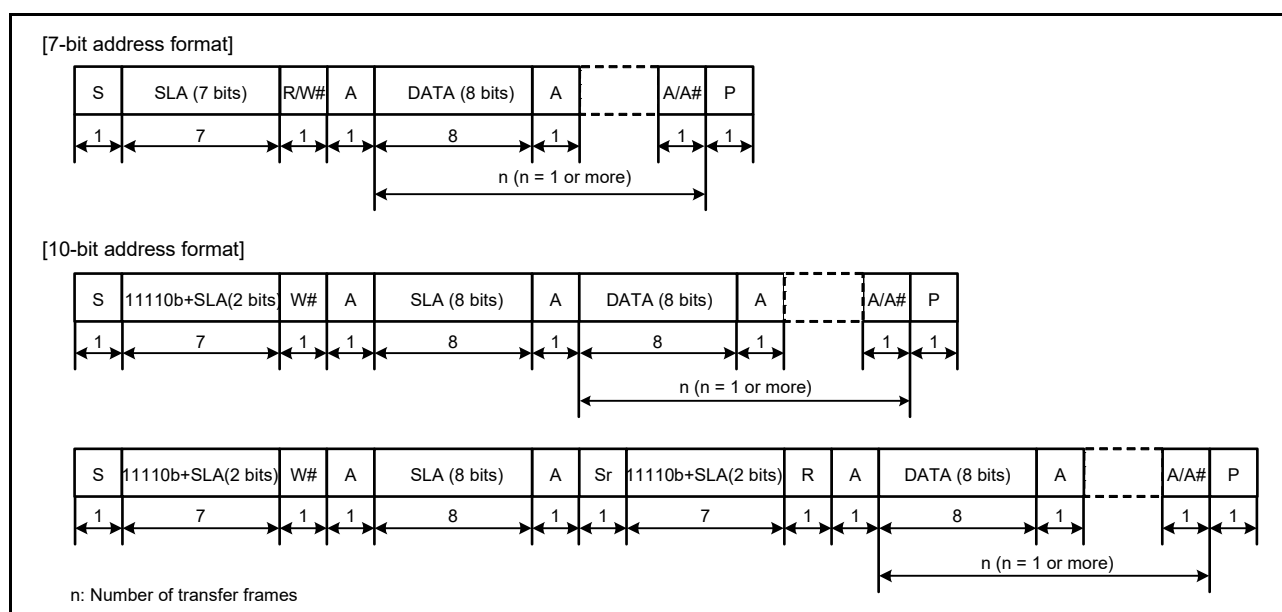 [7-bit address format]
S SLA (7 bits) R/W# A DATA (8 bits) A A/A# P
1 7 1 1 8 1 1 1
n (n = 1 or more)
[10-bit address format]
S 11110b+SLA(2 bits) W# A SLA (8 bits) A DATA (8 bits) A A/A# P
1 7 1 1 8 1 8 1 1 1
n (n = 1 or more)
S 11110b+SLA(2 bits) W# A SLA (8 bits) A Sr 11110b+SLA(2 bits) R A DATA (8 bits) A A/A# P
1 7 1 1 8 1 1 7 1 1 8 1 1 1
n (n = 1 or more)
n: Number of transfer frames